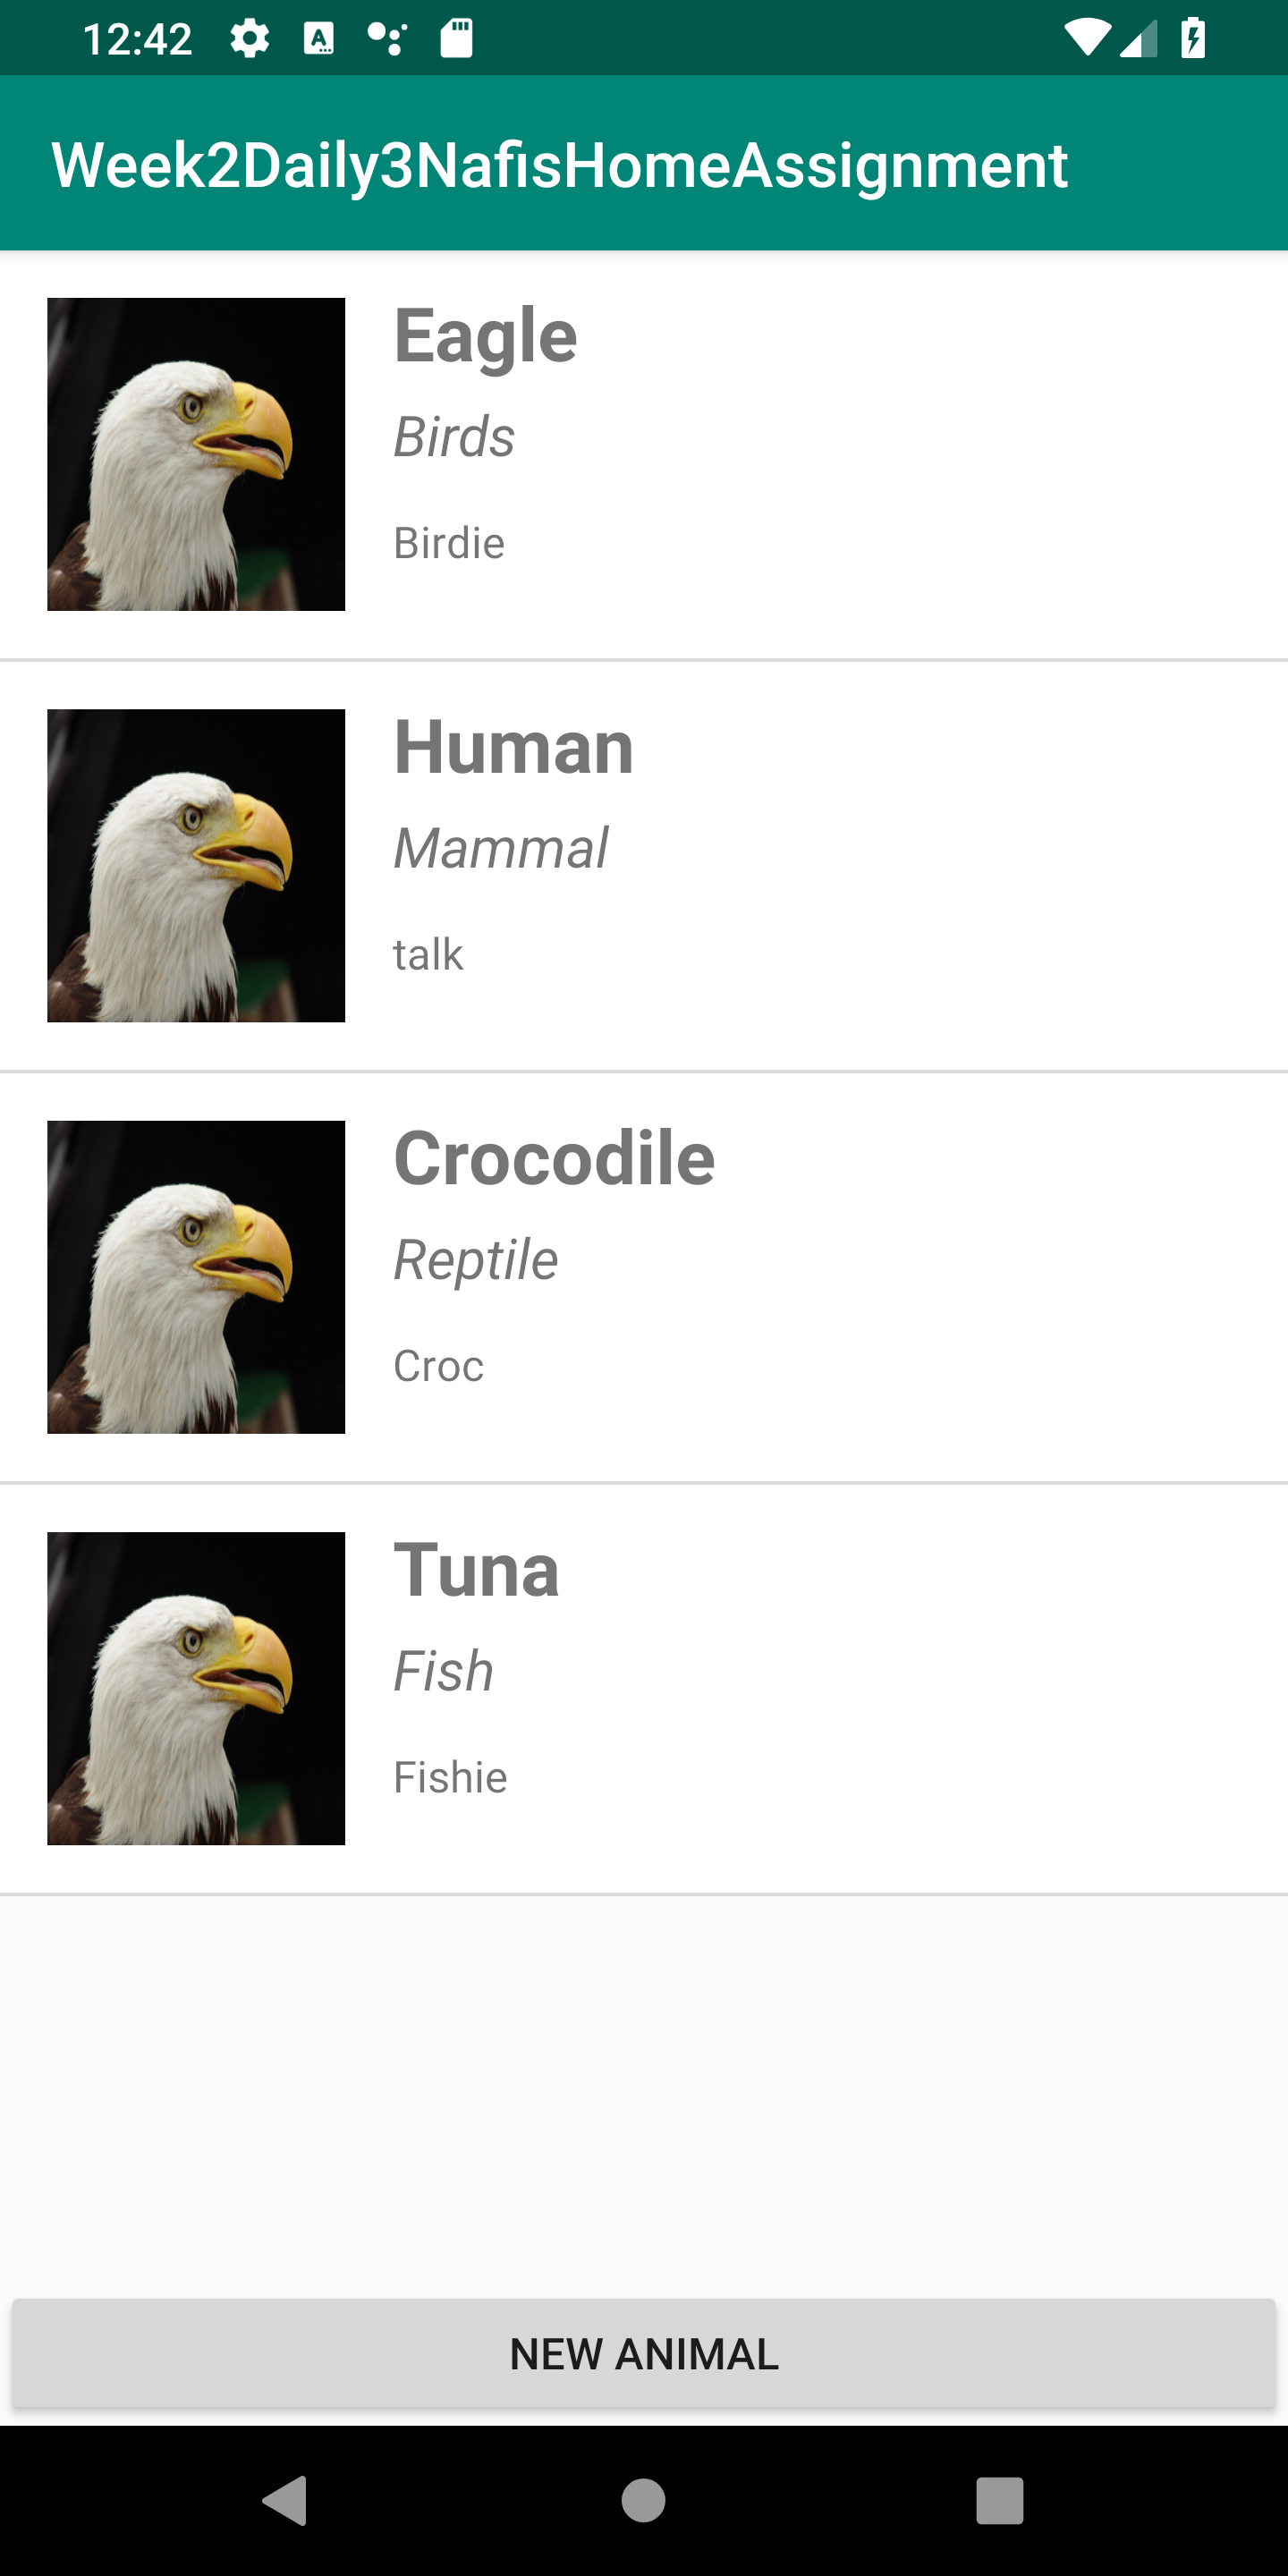 12:42
Week2Daily3NafisHomeAssignment
Eagle
Birds
Birdie
Human
Mammal
talk
Crocodile
Reptile
Croc
Tuna
Fish
Fishie
NEW ANIMAL